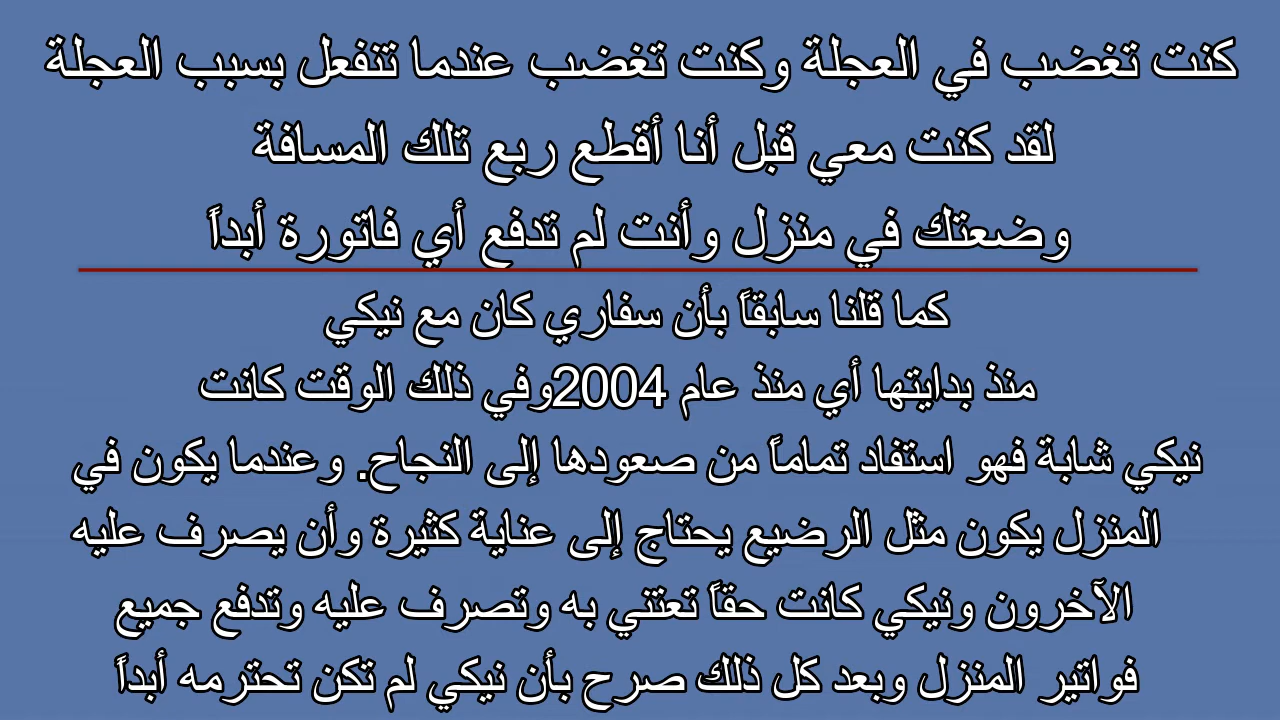 كنت تغضب في العجلة وكنت تغضب عندما تنفعل بسبب العجلة
لقد كنت معي قبل أنا أقطع ربع تلك المسافة
وضعتك في منزل وأنت لم تدفع أي فاتورة أبداً
كما قلنا سابقاً بأن سفاري كان مع نيكي
منذ بدايتها أي منذ عام 2004وفي ذلك الوقت كانت
نيكي شابة فهو استفاد تماماً من صعودها إلى النجاح. وعندما يكون في
المنزل يكون مثل الرضيع يحتاج إلى عناية كثيرة وأن يصرف عليه
الآخرون ونيكي كانت حقاً تعتني به وتصرف عليه وتدفع جميع
فواتير المنزل وبعد كل ذلك صرح بأن نيكي لم تكن تحترمه أبداً